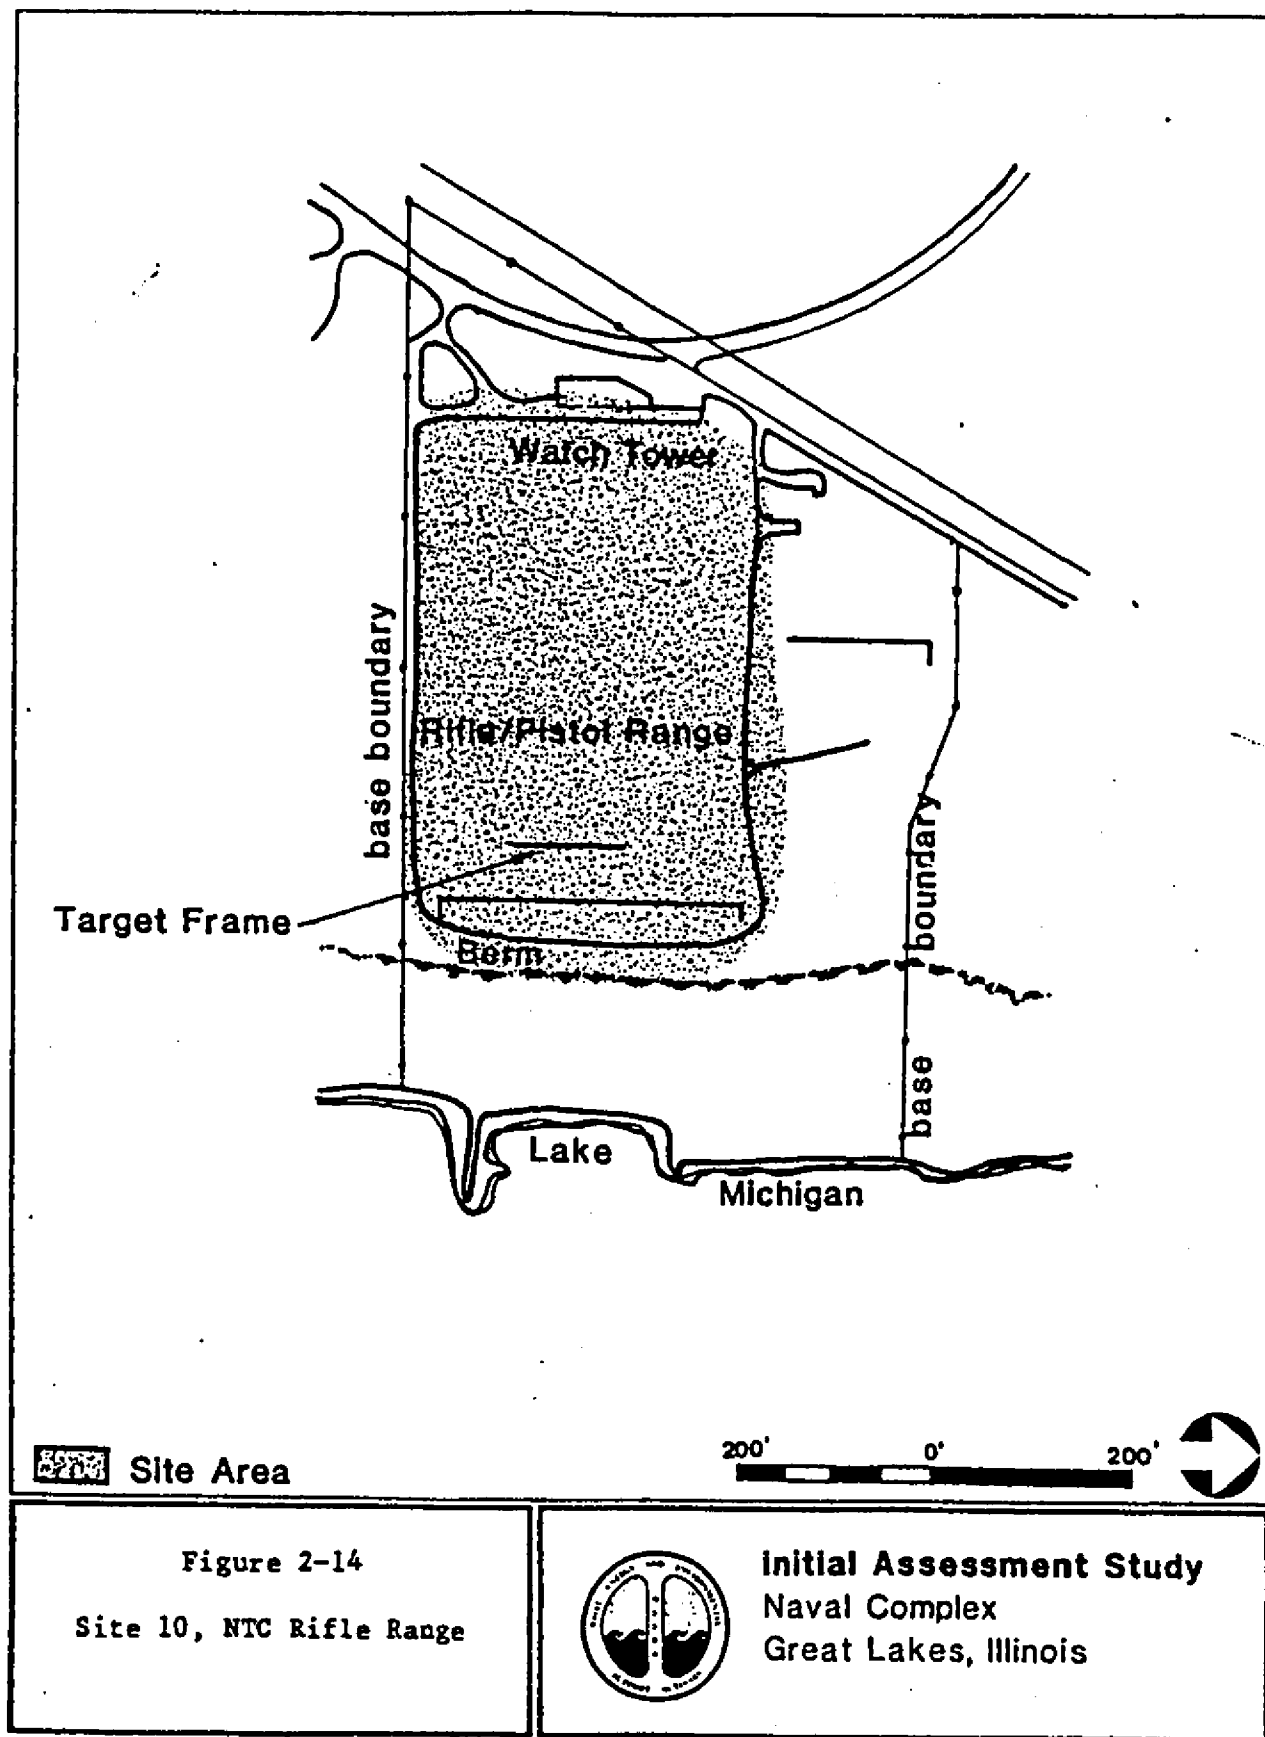 Watch Tower
base boundary
Rifle/Pistol Range
boundary
Target Frame
Berm
base
Lake
Michigan
200' 0' 200'
Site Area
Figure 2-14
Site 10, NTC Rifle Range
Initial Assessment Study
Naval Complex
Great Lakes, Illinois